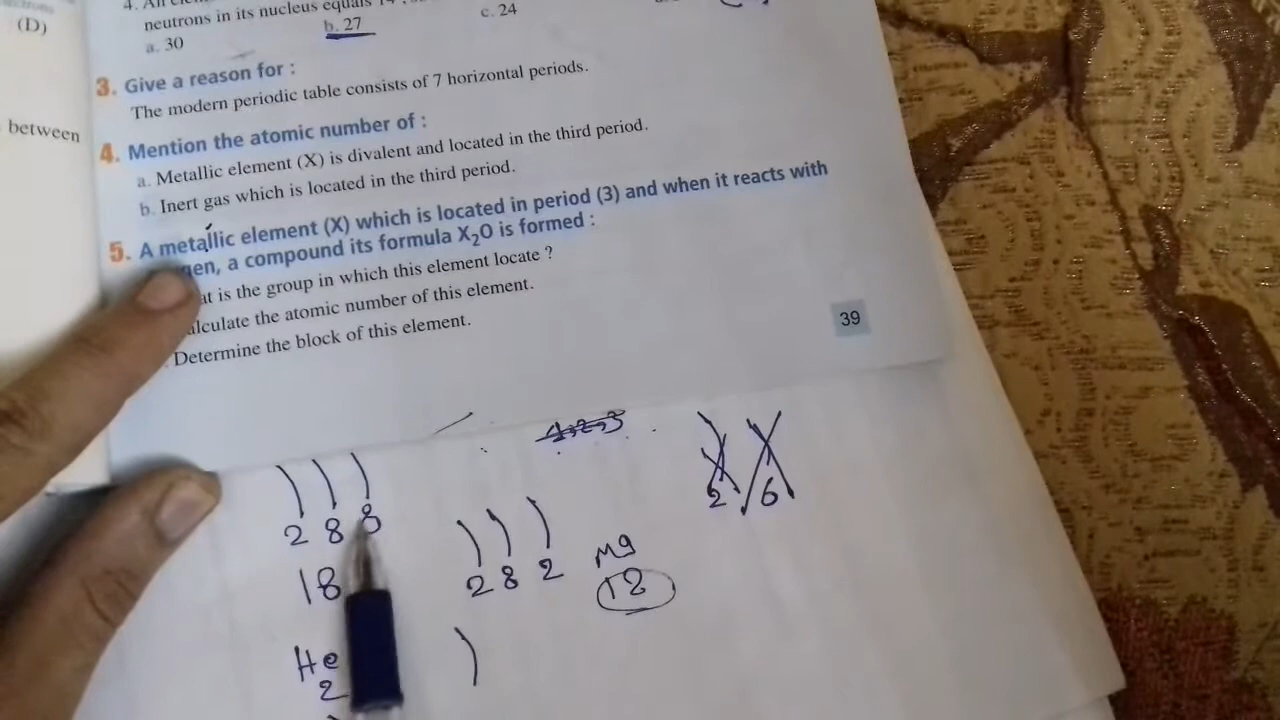 (D)
between
neutrons in its nucleus equals 14
a. 30 b. 27 c. 24
3. Give a reason for :
The modern periodic table consists of 7 horizontal periods.
4. Mention the atomic number of :
a. Metallic element (X) is divalent and located in the third period.
b. Inert gas which is located in the third period.
5. A metallic element (X) which is located in period (3) and when it reacts with
a compound its formula X₂O is formed :
is the group in which this element locate ?
the atomic number of this element.
Determine the block of this element.
39
2 8 8
18
2 8 2
Mg
12
2 6
He
2